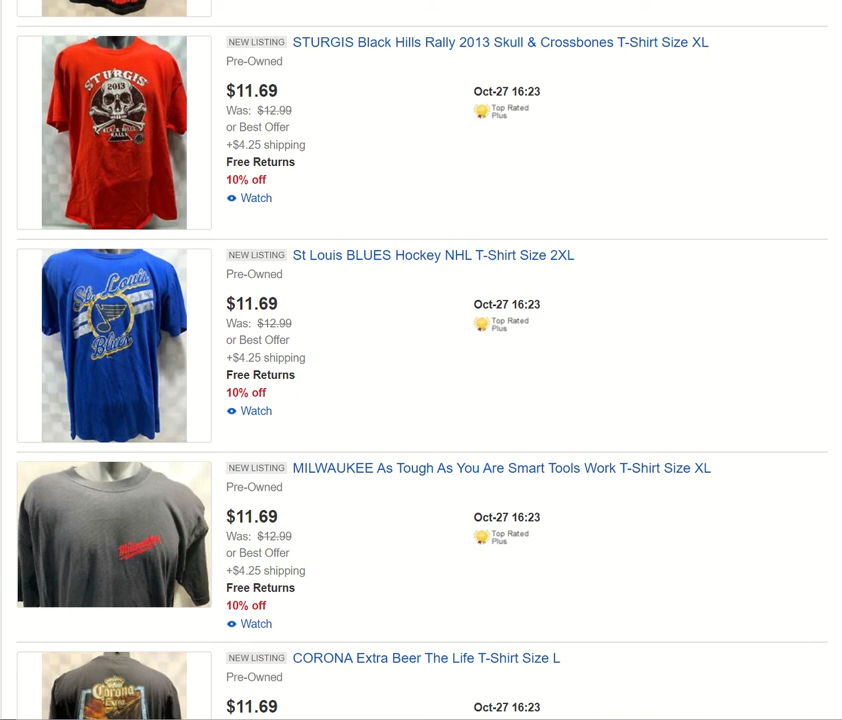 NEW LISTING STURGIS Black Hills Rally 2013 Skull & Crossbones T-Shirt Size XL
Pre-Owned
$11.69 Oct-27 16:23
Was: $12.99 Top Rated Plus
or Best Offer
+$4.25 shipping
Free Returns
10% off
Watch
STURGIS
2013
BLACK HILLS
RALLY
NEW LISTING St Louis BLUES Hockey NHL T-Shirt Size 2XL
Pre-Owned
$11.69 Oct-27 16:23
Was: $12.99 Top Rated Plus
or Best Offer
+$4.25 shipping
Free Returns
10% off
Watch
St. Louis
Blues
NEW LISTING MILWAUKEE As Tough As You Are Smart Tools Work T-Shirt Size XL
Pre-Owned
$11.69 Oct-27 16:23
Was: $12.99 Top Rated Plus
or Best Offer
+$4.25 shipping
Free Returns
10% off
Watch
Milwaukee
NEW LISTING CORONA Extra Beer The Life T-Shirt Size L
Pre-Owned
$11.69 Oct-27 16:23
Corona
Extra